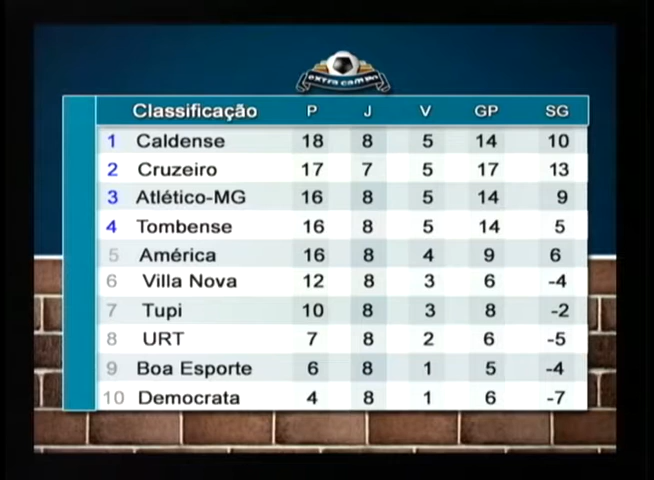 extra campo
Classificação P J V GP SG
1 Caldense 18 8 5 14 10
2 Cruzeiro 17 7 5 17 13
3 Atlético-MG 16 8 5 14 9
4 Tombense 16 8 5 14 5
5 América 16 8 4 9 6
6 Villa Nova 12 8 3 6 -4
7 Tupi 10 8 3 8 -2
8 URT 7 8 2 6 -5
9 Boa Esporte 6 8 1 5 -4
10 Democrata 4 8 1 6 -7